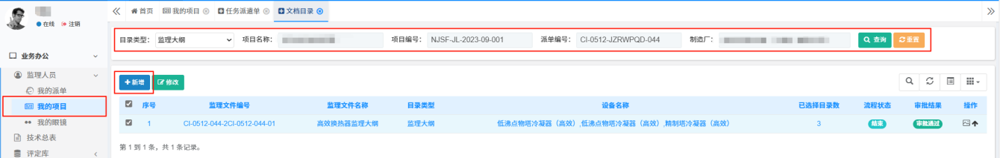 首页 我的项目 任务派遣单 文档目录
在线 注销
目录类型： 监理大纲 项目名称： 项目编号： NJSF-JL-2023-09-001 派单编号： CI-0512-JZRWPQD-044 制造厂： 查询 重置
业务办公
监理人员
+新增 修改
我的派单
我的项目
序号 监理文件编号 监理文件名称 目录类型 设备名称 已选择目录数 流程状态 审批结果 操作
我的眼镜
1 CI-0512-044-2CI-0512-044-01 高效换热器监理大纲 监理大纲 低沸点物塔冷凝器（高效）,低沸点物塔冷凝器（高效）,精制塔冷凝器（高效） 3 结束 审批通过
技术总表
第 1 到 1 条，共 1 条记录。
评定库